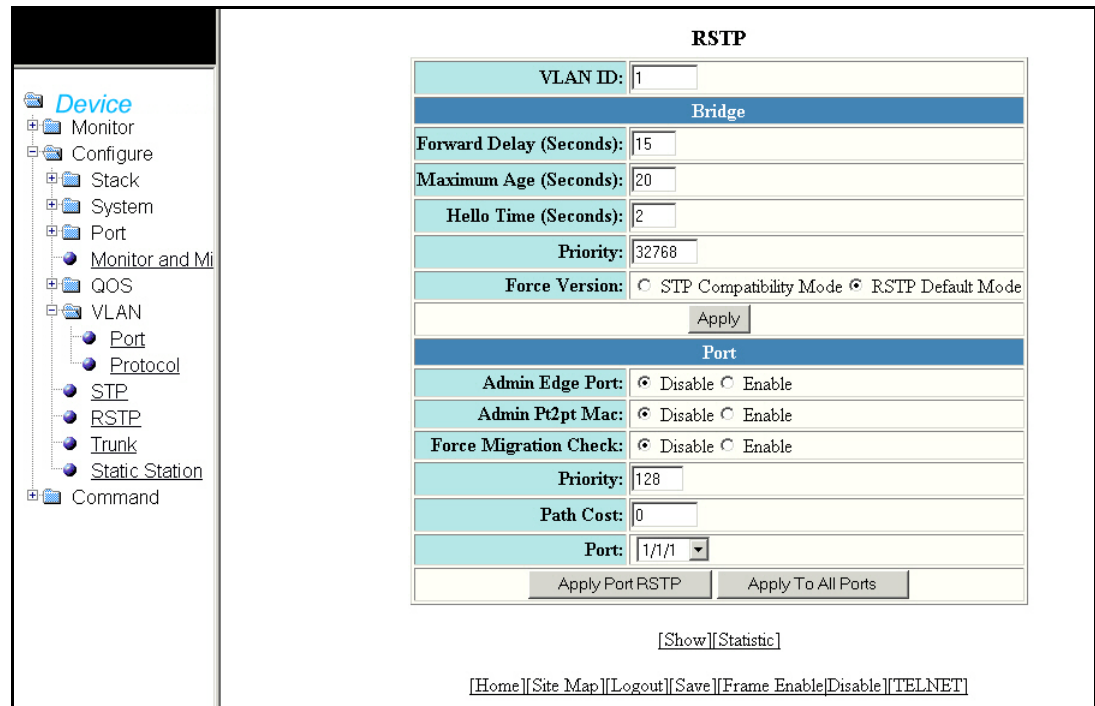 Device
Monitor
Configure
Stack
System
Port
Monitor and Mi
QOS
VLAN
Port
Protocol
STP
RSTP
Trunk
Static Station
Command
RSTP
VLAN ID: 1
Bridge
Forward Delay (Seconds): 15
Maximum Age (Seconds): 20
Hello Time (Seconds): 2
Priority: 32768
Force Version: STP Compatibility Mode RSTP Default Mode
Apply
Port
Admin Edge Port: Disable Enable
Admin Pt2pt Mac: Disable Enable
Force Migration Check: Disable Enable
Priority: 128
Path Cost: 0
Port: 1/1/1
Apply Port RSTP Apply To All Ports
[Show][Statistic]
[Home][Site Map][Logout][Save][Frame Enable|Disable][TELNET]